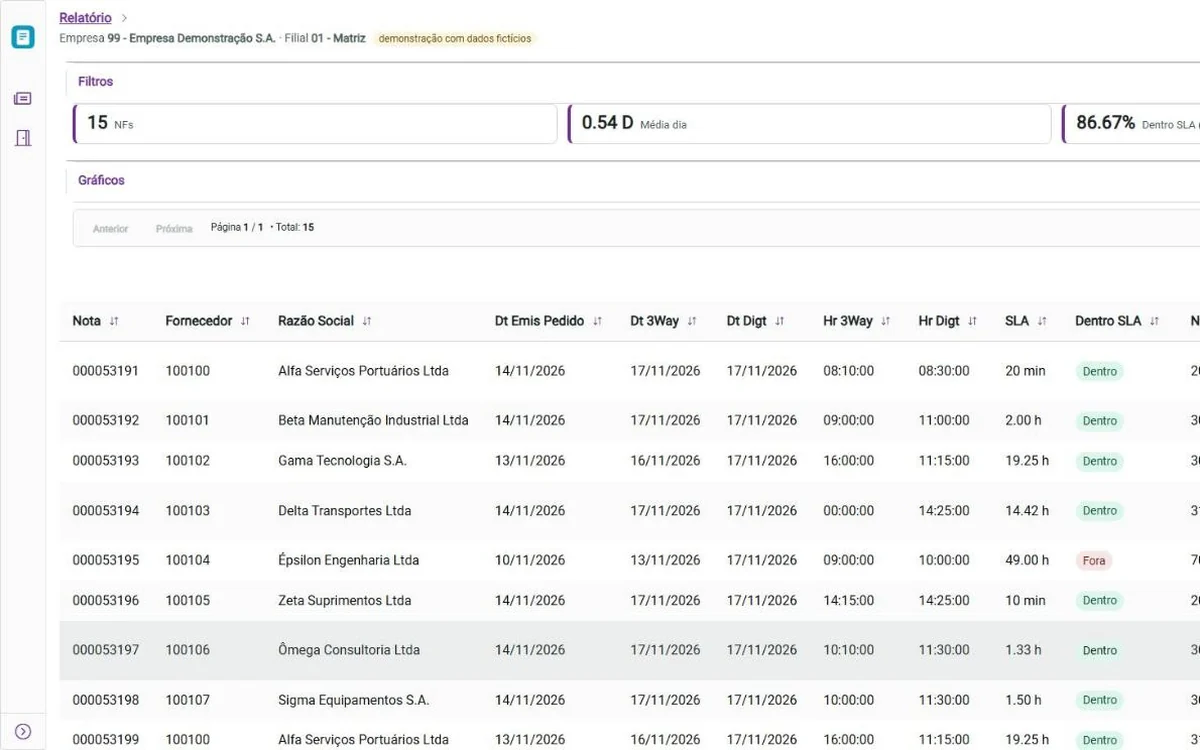 Relatório
Empresa 99 - Empresa Demonstração S.A. · Filial 01 - Matriz demonstração com dados fictícios
Filtros
15 NFs 0.54 D Média dia 86.67% Dentro SLA
Gráficos
Anterior Próxima Página 1 / 1 · Total: 15
Nota Fornecedor Razão Social Dt Emis Pedido Dt 3Way Dt Digt Hr 3Way Hr Digt SLA Dentro SLA
000053191 100100 Alfa Serviços Portuários Ltda 14/11/2026 17/11/2026 17/11/2026 08:10:00 08:30:00 20 min Dentro
000053192 100101 Beta Manutenção Industrial Ltda 14/11/2026 17/11/2026 17/11/2026 09:00:00 11:00:00 2.00 h Dentro
000053193 100102 Gama Tecnologia S.A. 13/11/2026 16/11/2026 17/11/2026 16:00:00 11:15:00 19.25 h Dentro
000053194 100103 Delta Transportes Ltda 14/11/2026 17/11/2026 17/11/2026 00:00:00 14:25:00 14.42 h Dentro
000053195 100104 Épsilon Engenharia Ltda 10/11/2026 13/11/2026 17/11/2026 09:00:00 10:00:00 49.00 h Fora
000053196 100105 Zeta Suprimentos Ltda 14/11/2026 17/11/2026 17/11/2026 14:15:00 14:25:00 10 min Dentro
000053197 100106 Ômega Consultoria Ltda 14/11/2026 17/11/2026 17/11/2026 10:10:00 11:30:00 1.33 h Dentro
000053198 100107 Sigma Equipamentos S.A. 14/11/2026 17/11/2026 17/11/2026 10:00:00 11:30:00 1.50 h Dentro
000053199 100100 Alfa Serviços Portuários Ltda 13/11/2026 16/11/2026 17/11/2026 16:00:00 11:15:00 19.25 h Dentro